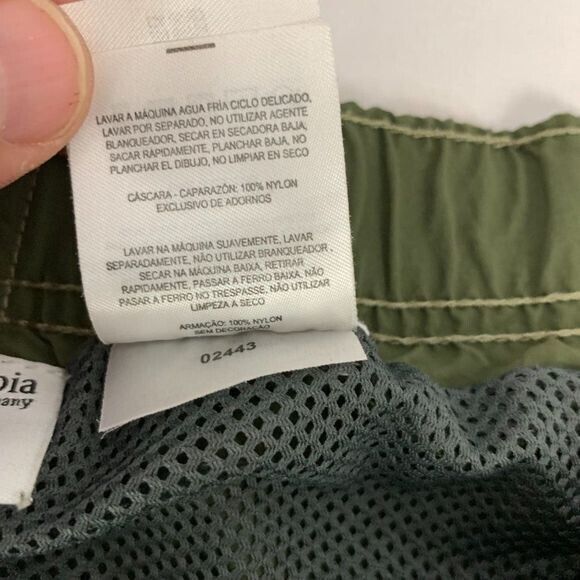 LAVAR A MÁQUINA AGUA FRÍA CICLO DELICADO,
LAVAR POR SEPARADO, NO UTILIZAR AGENTE
BLANQUEADOR, SECAR EN SECADORA BAJA,
SACAR RAPIDAMENTE, PLANCHAR BAJA, NO
PLANCHAR EL DIBUJO, NO LIMPIAR EN SECO
CÁSCARA - CAPARAZÓN: 100% NYLON
EXCLUSIVO DE ADORNOS
LAVAR NA MÁQUINA SUAVEMENTE, LAVAR
SEPARADAMENTE, NÃO UTILIZAR BRANQUEADOR,
SECAR NA MÁQUINA BAIXA, RETIRAR
RAPIDAMENTE, PASSAR A FERRO BAIXA, NÃO
PASSAR A FERRO NO TRESPASSE, NÃO UTILIZAR
LIMPEZA A SECO
ARMAÇÃO: 100% NYLON
SEM DECORAÇÃO
02443
bia
any